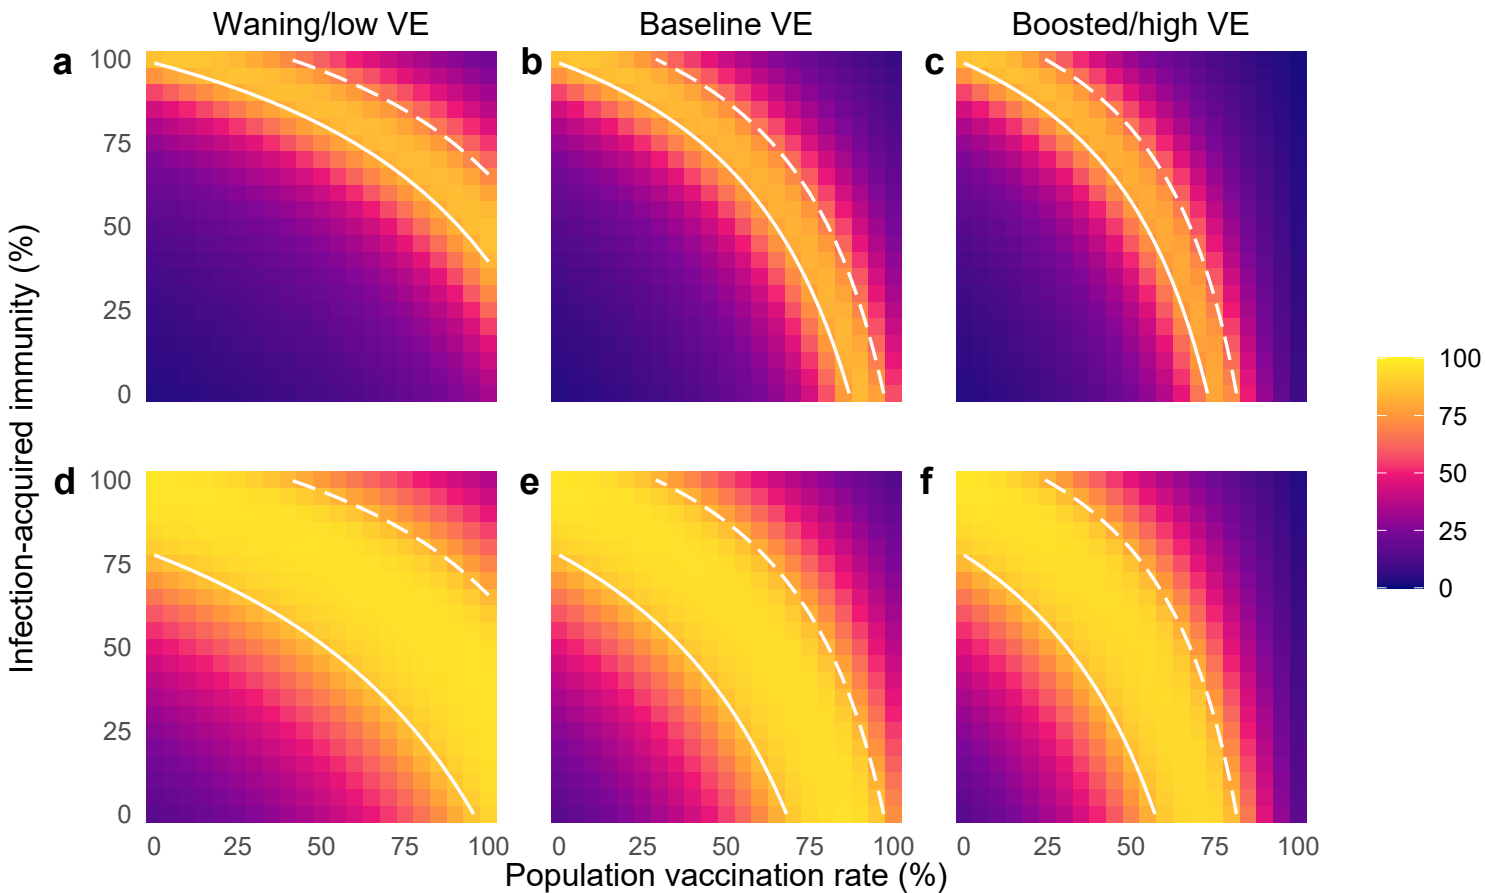 Waning/low VE
Baseline VE
Boosted/high VE
a
b
c
100
75
50
25
0
Infection-acquired immunity (%)
100
75
50
25
0
d
e
f
100
75
50
25
0
0
25
50
75
100
0
25
50
75
100
0
25
50
75
100
Population vaccination rate (%)